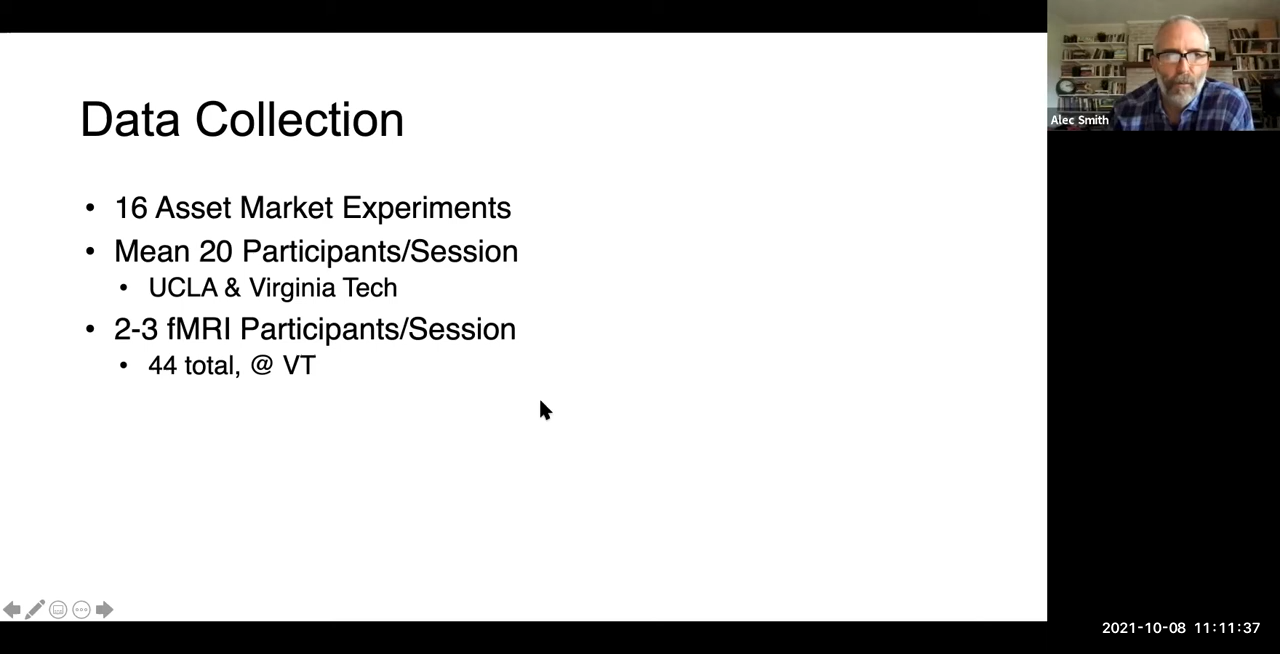 Data Collection
• 16 Asset Market Experiments
• Mean 20 Participants/Session
• UCLA & Virginia Tech
• 2-3 fMRI Participants/Session
• 44 total, @ VT
Alec Smith
2021-10-08 11:11:37